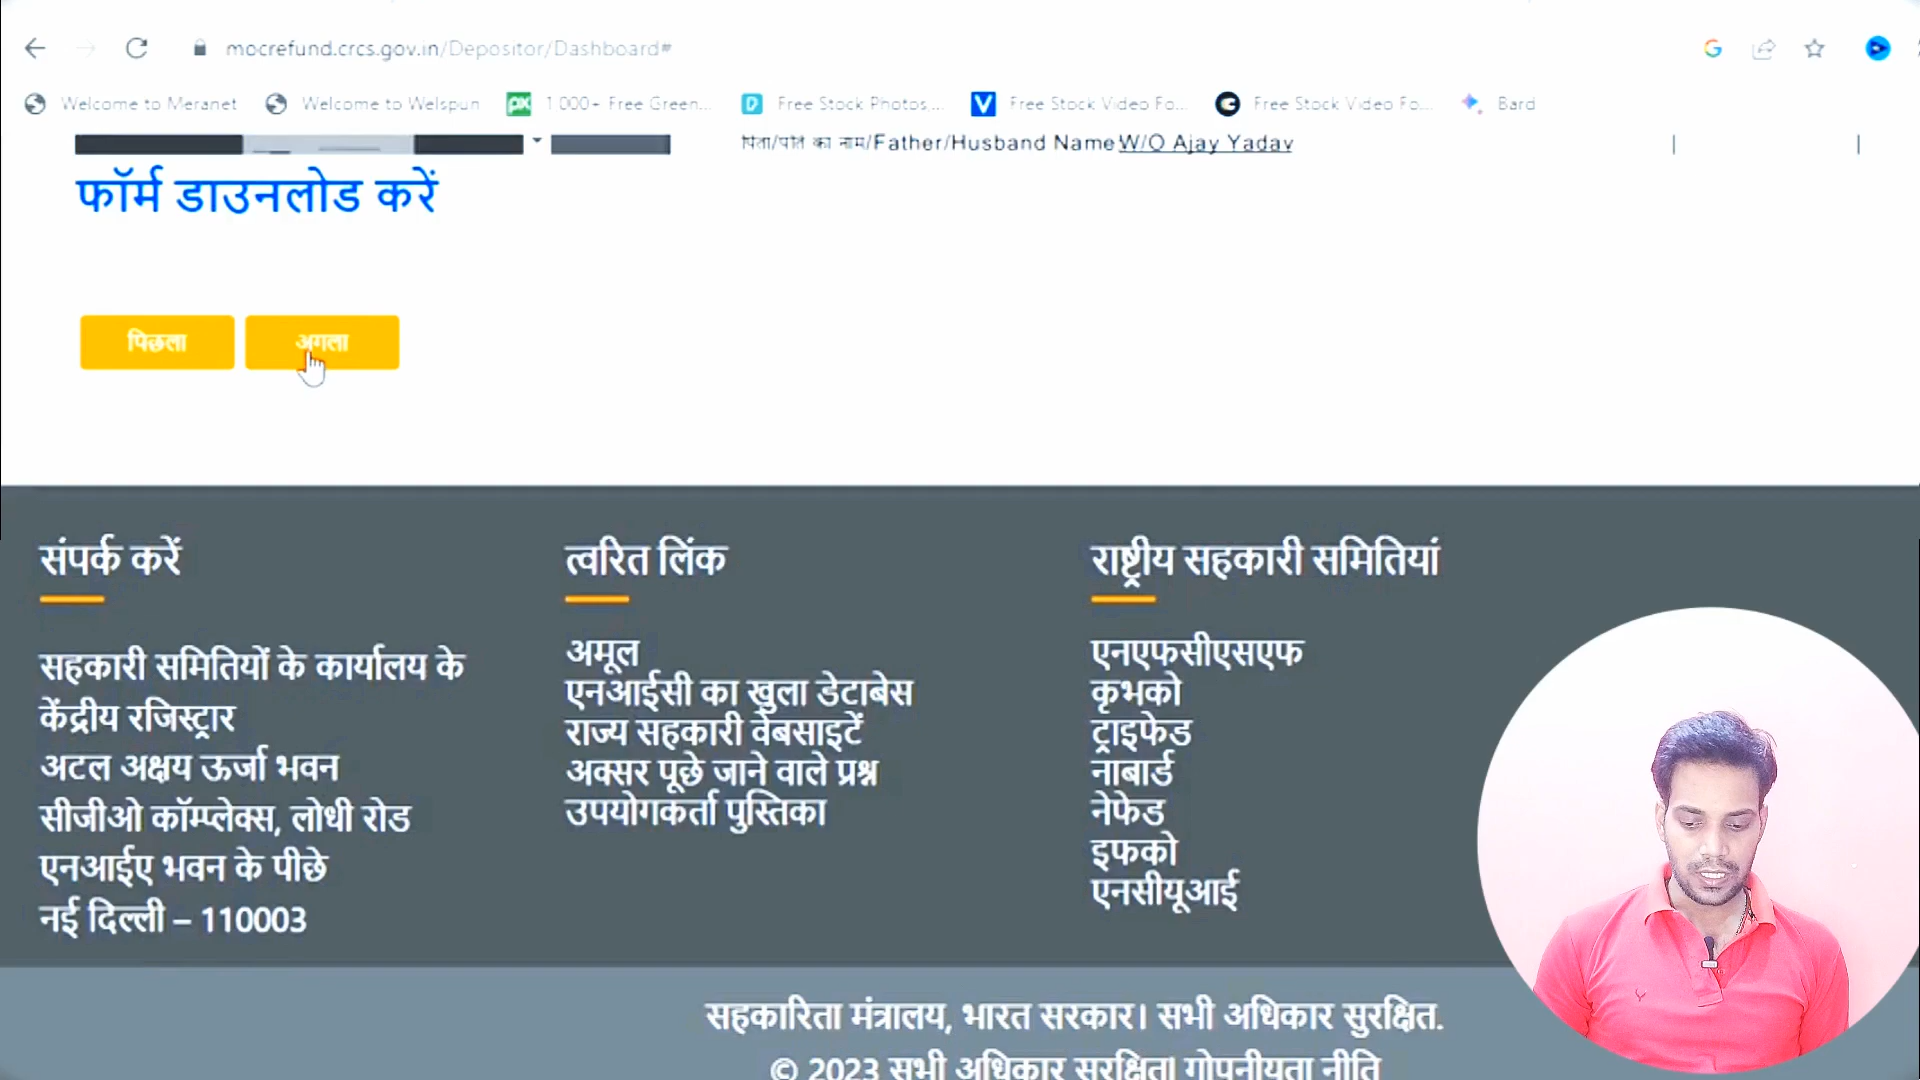 mocrefund.crcs.gov.in/Depositor/Dashboard#
Welcome to Meranet Welcome to Welspun 1,000+ Free Green... Free Stock Photos,... Free Stock Video Fo... Free Stock Video Fo... Bard
पिता/पति का नाम/Father/Husband Name W/O Ajay Yadav
फॉर्म डाउनलोड करें
पिछला अगला
संपर्क करें
सहकारी समितियों के कार्यालय के
केंद्रीय रजिस्ट्रार
अटल अक्षय ऊर्जा भवन
सीजीओ कॉम्प्लेक्स, लोधी रोड
एनआईए भवन के पीछे
नई दिल्ली – 110003
त्वरित लिंक
अमूल
एनआईसी का खुला डेटाबेस
राज्य सहकारी वेबसाइटें
अक्सर पूछे जाने वाले प्रश्न
उपयोगकर्ता पुस्तिका
राष्ट्रीय सहकारी समितियां
एनएफसीएसएफ
कृभको
ट्राइफेड
नाबार्ड
नेफेड
इफको
एनसीयूआई
सहकारिता मंत्रालय, भारत सरकार। सभी अधिकार सुरक्षित.
© 2023 सभी अधिकार सुरक्षित। गोपनीयता नीति